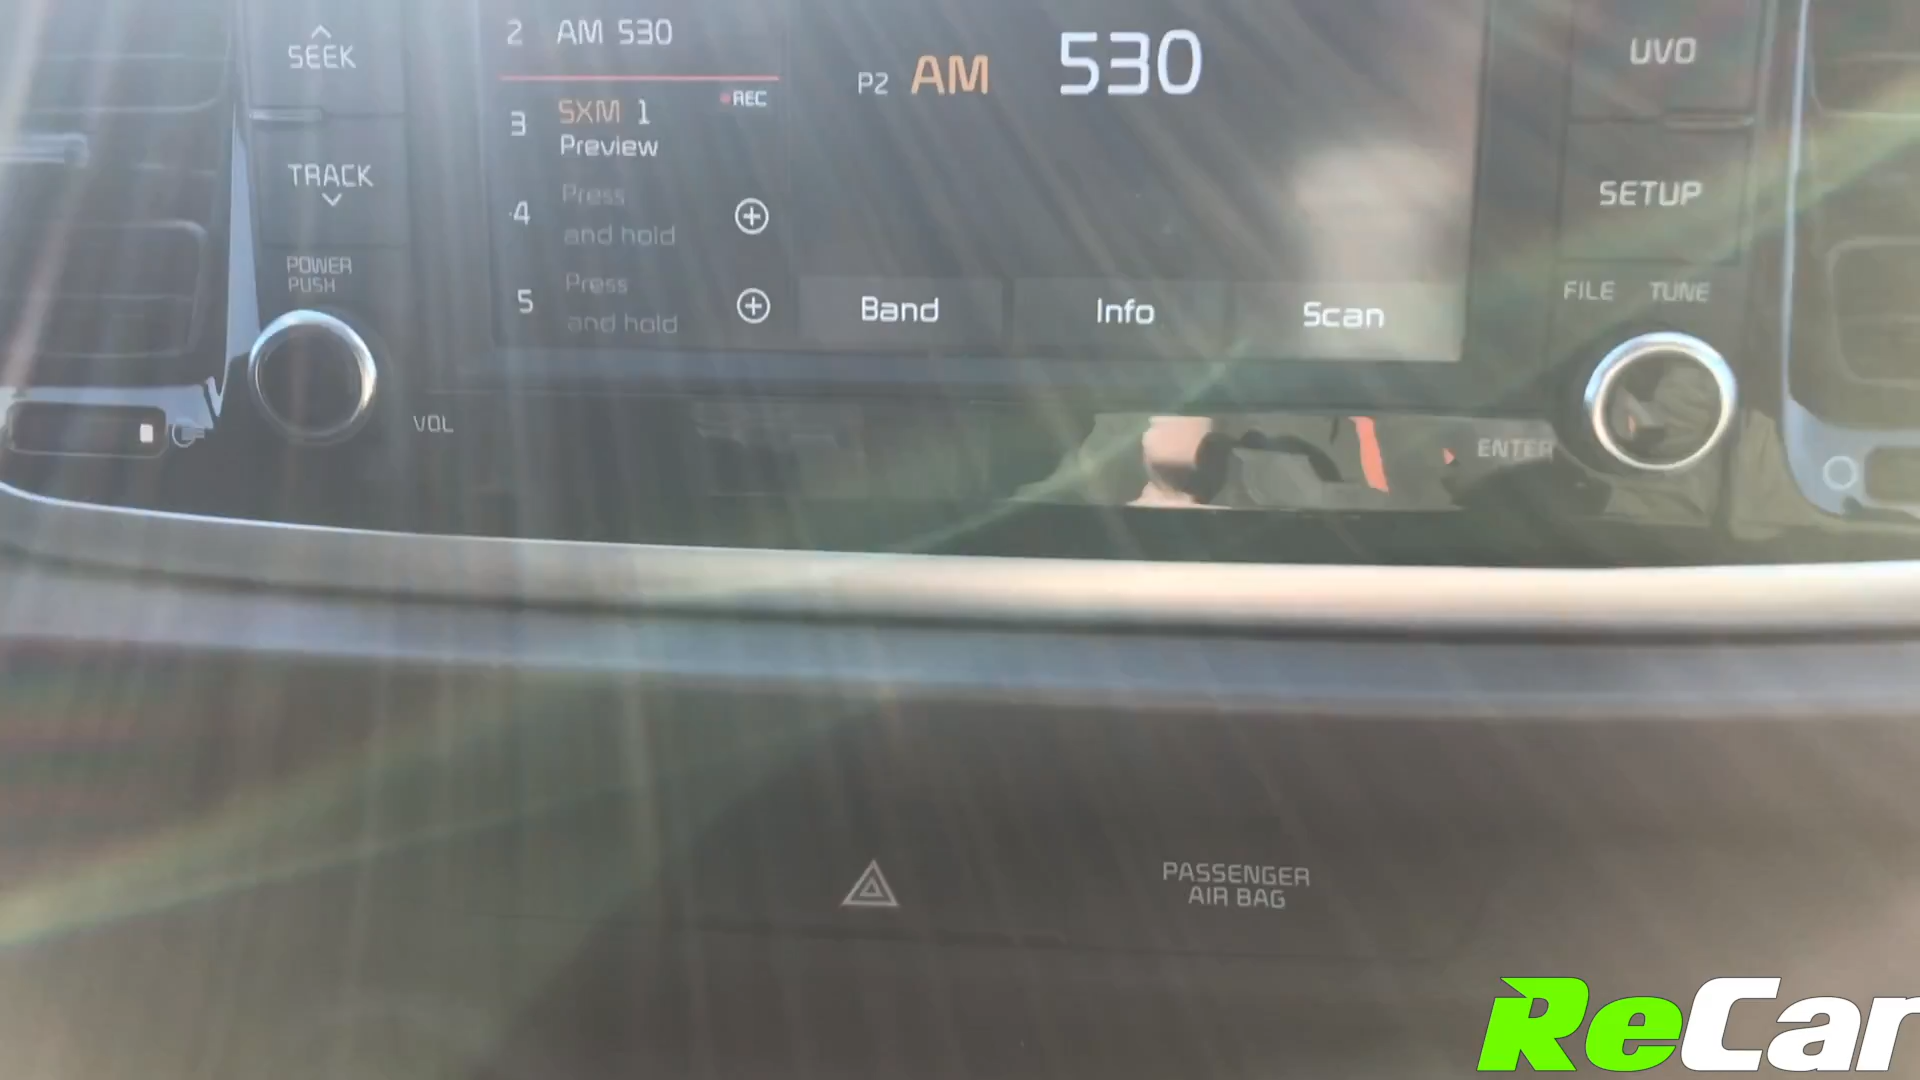 SEEK
TRACK
POWER
PUSH
VOL
2 AM 530
3 SXM 1 REC
Preview
4 Press
and hold
5 Press
and hold
P2 AM 530
Band Info Scan
UVO
SETUP
FILE TUNE
ENTER
PASSENGER
AIR BAG
ReCar